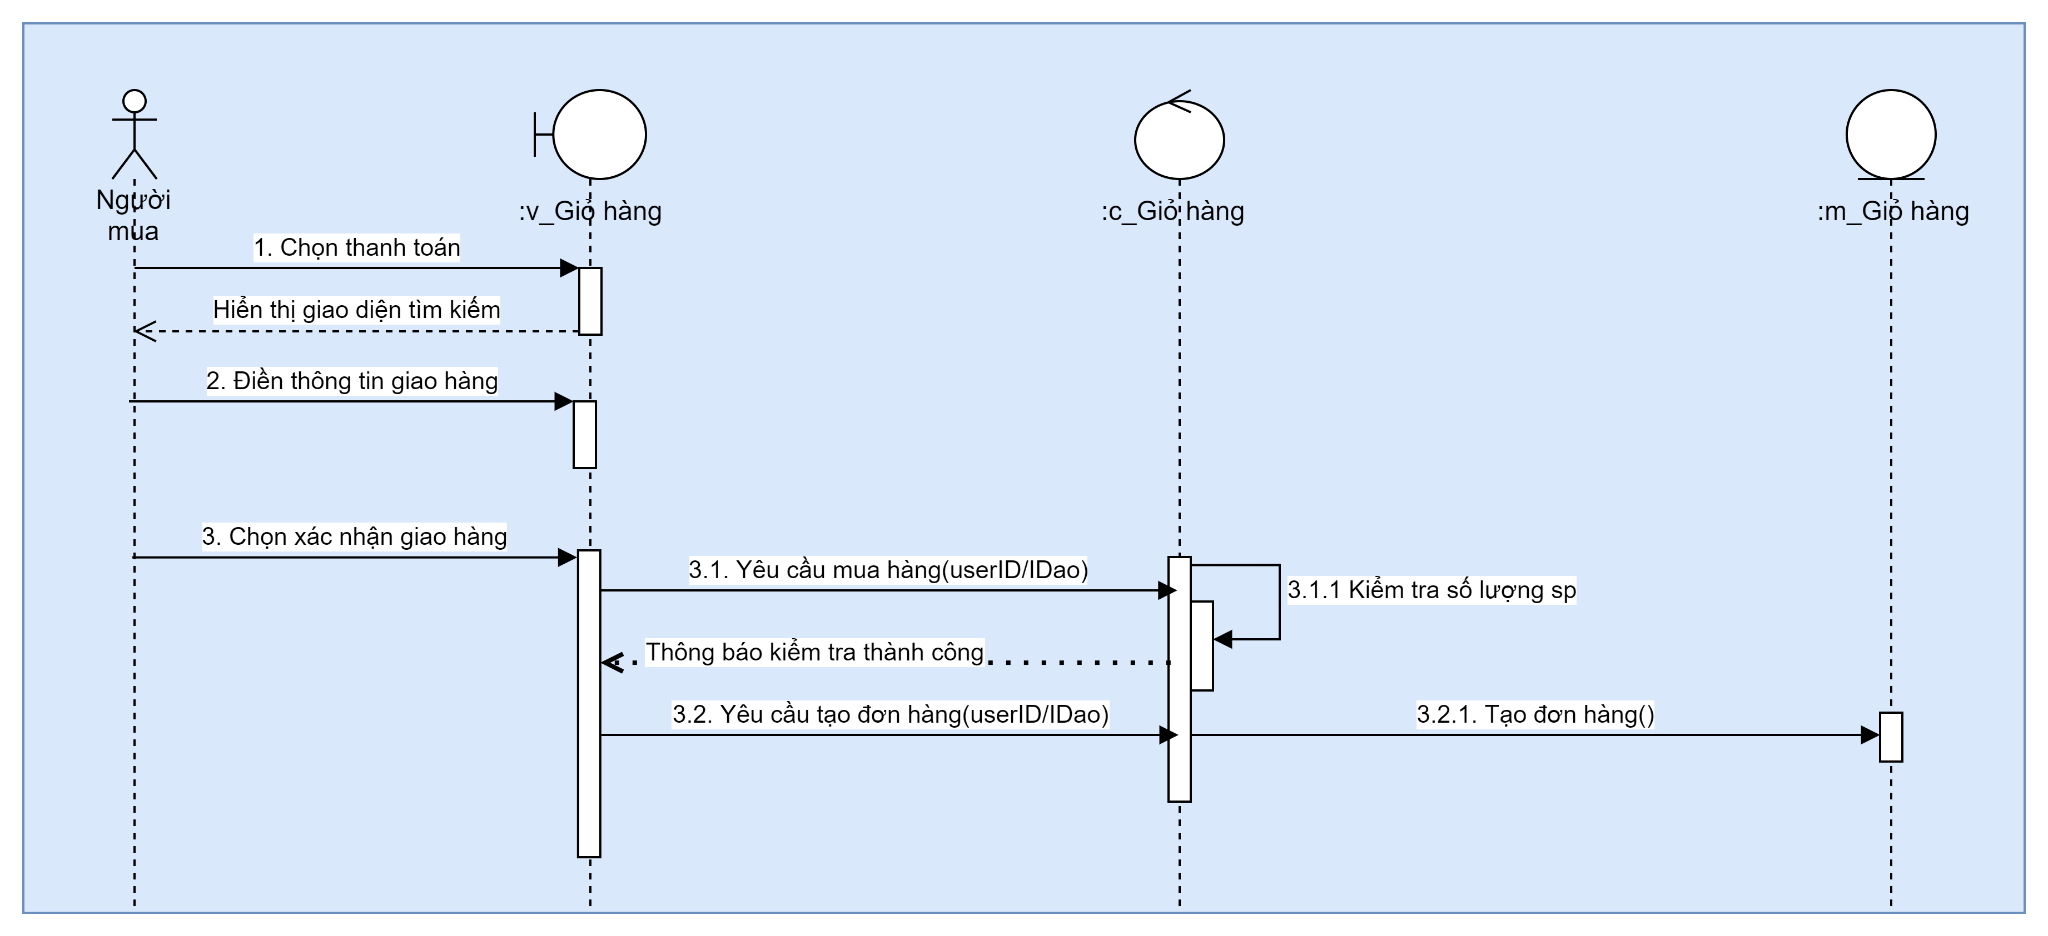 Người
mua
:v_Giỏ hàng
:c_Giỏ hàng
:m_Giỏ hàng
1. Chọn thanh toán
Hiển thị giao diện tìm kiếm
2. Điền thông tin giao hàng
3. Chọn xác nhận giao hàng
3.1. Yêu cầu mua hàng(userID/IDao)
3.1.1 Kiểm tra số lượng sp
Thông báo kiểm tra thành công
3.2. Yêu cầu tạo đơn hàng(userID/IDao)
3.2.1. Tạo đơn hàng()